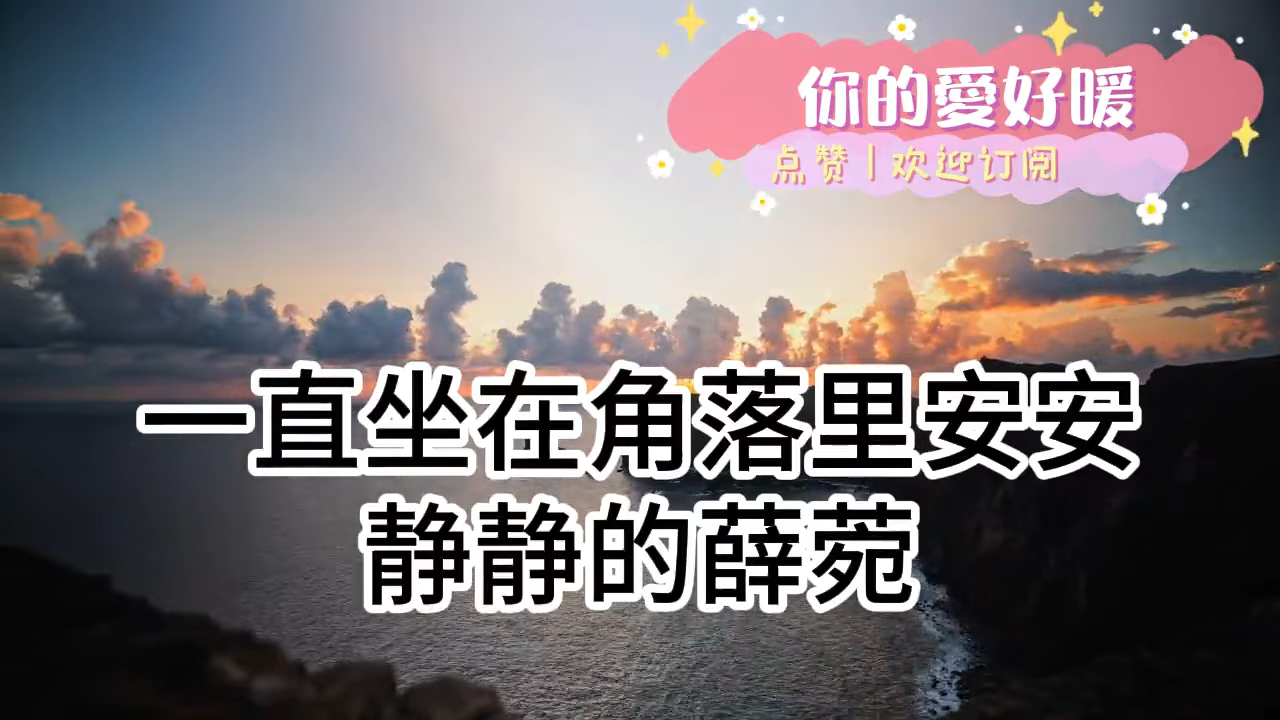 你的愛好暖
点赞 | 欢迎订阅
一直坐在角落里安安
静静的薛菀